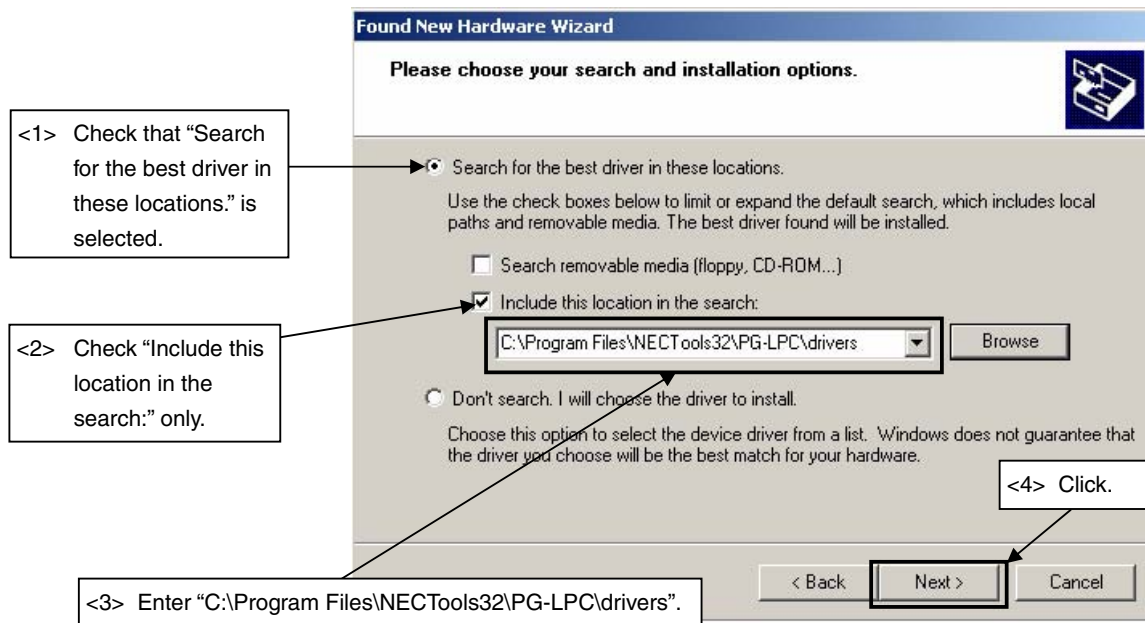 Found New Hardware Wizard
Please choose your search and installation options.
<1> Check that “Search
for the best driver in
these locations.” is
selected.
Search for the best driver in these locations.
Use the check boxes below to limit or expand the default search, which includes local
paths and removable media. The best driver found will be installed.
Search removable media (floppy, CD-ROM...)
Include this location in the search:
<2> Check “Include this
location in the
search:” only.
C:\Program Files\NECTools32\PG-LPC\drivers
Browse
Don't search. I will choose the driver to install.
Choose this option to select the device driver from a list. Windows does not guarantee that
the driver you choose will be the best match for your hardware.
<4> Click.
< Back
Next >
Cancel
<3> Enter “C:\Program Files\NECTools32\PG-LPC\drivers”.